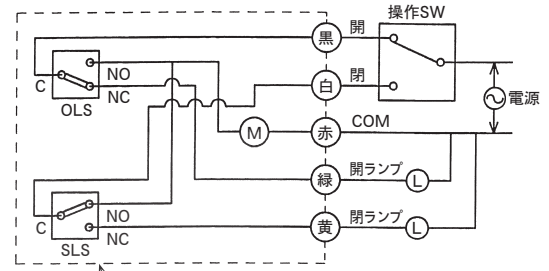 操作SW
黒 開
NO
C NC
OLS
白 閉
電源
M 赤 COM
緑 開ランプ L
NO
C NC
SLS
黄 閉ランプ L